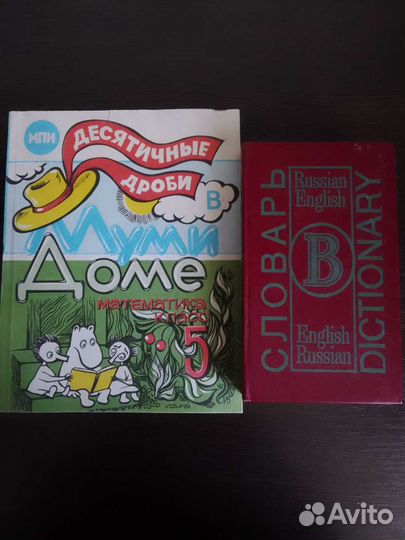 МПИ
ДЕСЯТИЧНЫЕ
ДРОБИ
В
Муми
Доме
МАТЕМАТИКА
КЛАСС
5
СЛОВАРЬ
Russian
English
В
English
Russian
DICTIONARY
Avito